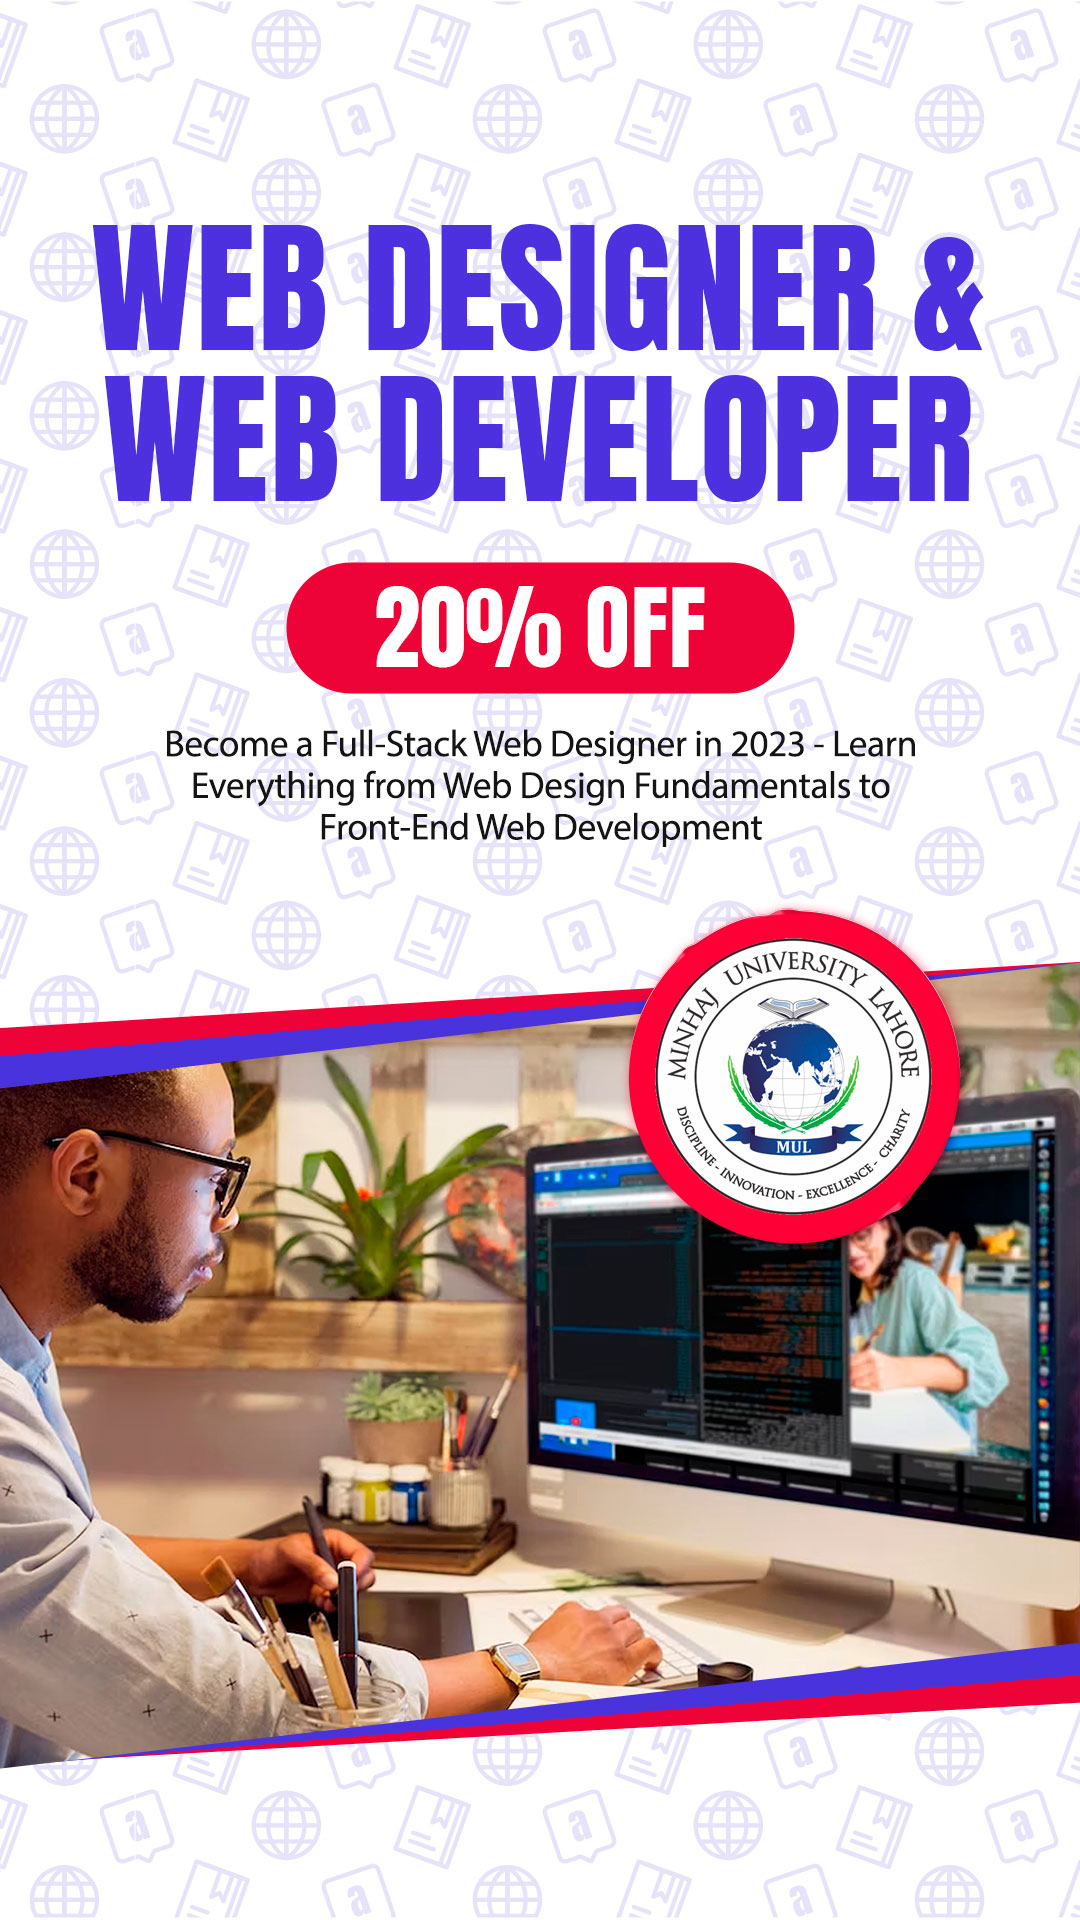 WEB DESIGNER &
WEB DEVELOPER
20% OFF
Become a Full-Stack Web Designer in 2023 - Learn
Everything from Web Design Fundamentals to
Front-End Web Development
MINHAJ UNIVERSITY LAHORE
MUL
DISCIPLINE - INNOVATION - EXCELLENCE - CHARITY